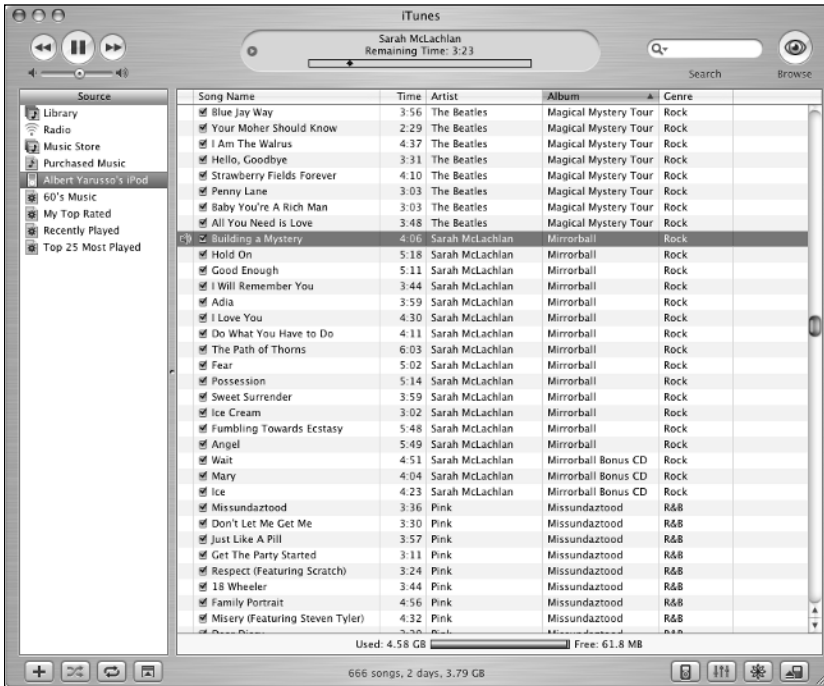 iTunes
Sarah McLachlan
Remaining Time: 3:23
Search
Browse
Source
Library
Radio
Music Store
Purchased Music
Albert Yarusso's iPod
60's Music
My Top Rated
Recently Played
Top 25 Most Played
Song Name Time Artist Album Genre
Blue Jay Way 3:56 The Beatles Magical Mystery Tour Rock
Your Moher Should Know 2:29 The Beatles Magical Mystery Tour Rock
I Am The Walrus 4:37 The Beatles Magical Mystery Tour Rock
Hello, Goodbye 3:31 The Beatles Magical Mystery Tour Rock
Strawberry Fields Forever 4:10 The Beatles Magical Mystery Tour Rock
Penny Lane 3:03 The Beatles Magical Mystery Tour Rock
Baby You're A Rich Man 3:03 The Beatles Magical Mystery Tour Rock
All You Need is Love 3:48 The Beatles Magical Mystery Tour Rock
Building a Mystery 4:06 Sarah McLachlan Mirrorball Rock
Hold On 5:18 Sarah McLachlan Mirrorball Rock
Good Enough 5:11 Sarah McLachlan Mirrorball Rock
I Will Remember You 3:44 Sarah McLachlan Mirrorball Rock
Adia 3:59 Sarah McLachlan Mirrorball Rock
I Love You 4:30 Sarah McLachlan Mirrorball Rock
Do What You Have to Do 4:11 Sarah McLachlan Mirrorball Rock
The Path of Thorns 6:03 Sarah McLachlan Mirrorball Rock
Fear 5:02 Sarah McLachlan Mirrorball Rock
Possession 5:14 Sarah McLachlan Mirrorball Rock
Sweet Surrender 3:59 Sarah McLachlan Mirrorball Rock
Ice Cream 3:02 Sarah McLachlan Mirrorball Rock
Fumbling Towards Ecstasy 5:48 Sarah McLachlan Mirrorball Rock
Angel 5:49 Sarah McLachlan Mirrorball Rock
Wait 4:51 Sarah McLachlan Mirrorball Bonus CD Rock
Mary 4:04 Sarah McLachlan Mirrorball Bonus CD Rock
Ice 4:23 Sarah McLachlan Mirrorball Bonus CD Rock
Missundaztood 3:36 Pink Missundaztood R&B
Don't Let Me Get Me 3:30 Pink Missundaztood R&B
Just Like A Pill 3:57 Pink Missundaztood R&B
Get The Party Started 3:11 Pink Missundaztood R&B
Respect (Featuring Scratch) 3:24 Pink Missundaztood R&B
18 Wheeler 3:44 Pink Missundaztood R&B
Family Portrait 4:56 Pink Missundaztood R&B
Misery (Featuring Steven Tyler) 4:32 Pink Missundaztood R&B
Used: 4.58 GB Free: 61.8 MB
666 songs, 2 days, 3.79 GB